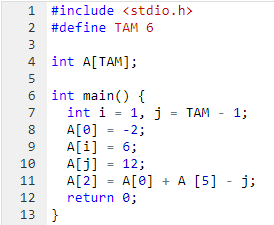 1 #include <stdio.h>
2 #define TAM 6
3
4 int A[TAM];
5
6 int main() {
7 int i = 1, j = TAM - 1;
8 A[0] = -2;
9 A[i] = 6;
10 A[j] = 12;
11 A[2] = A[0] + A [5] - j;
12 return 0;
13 }